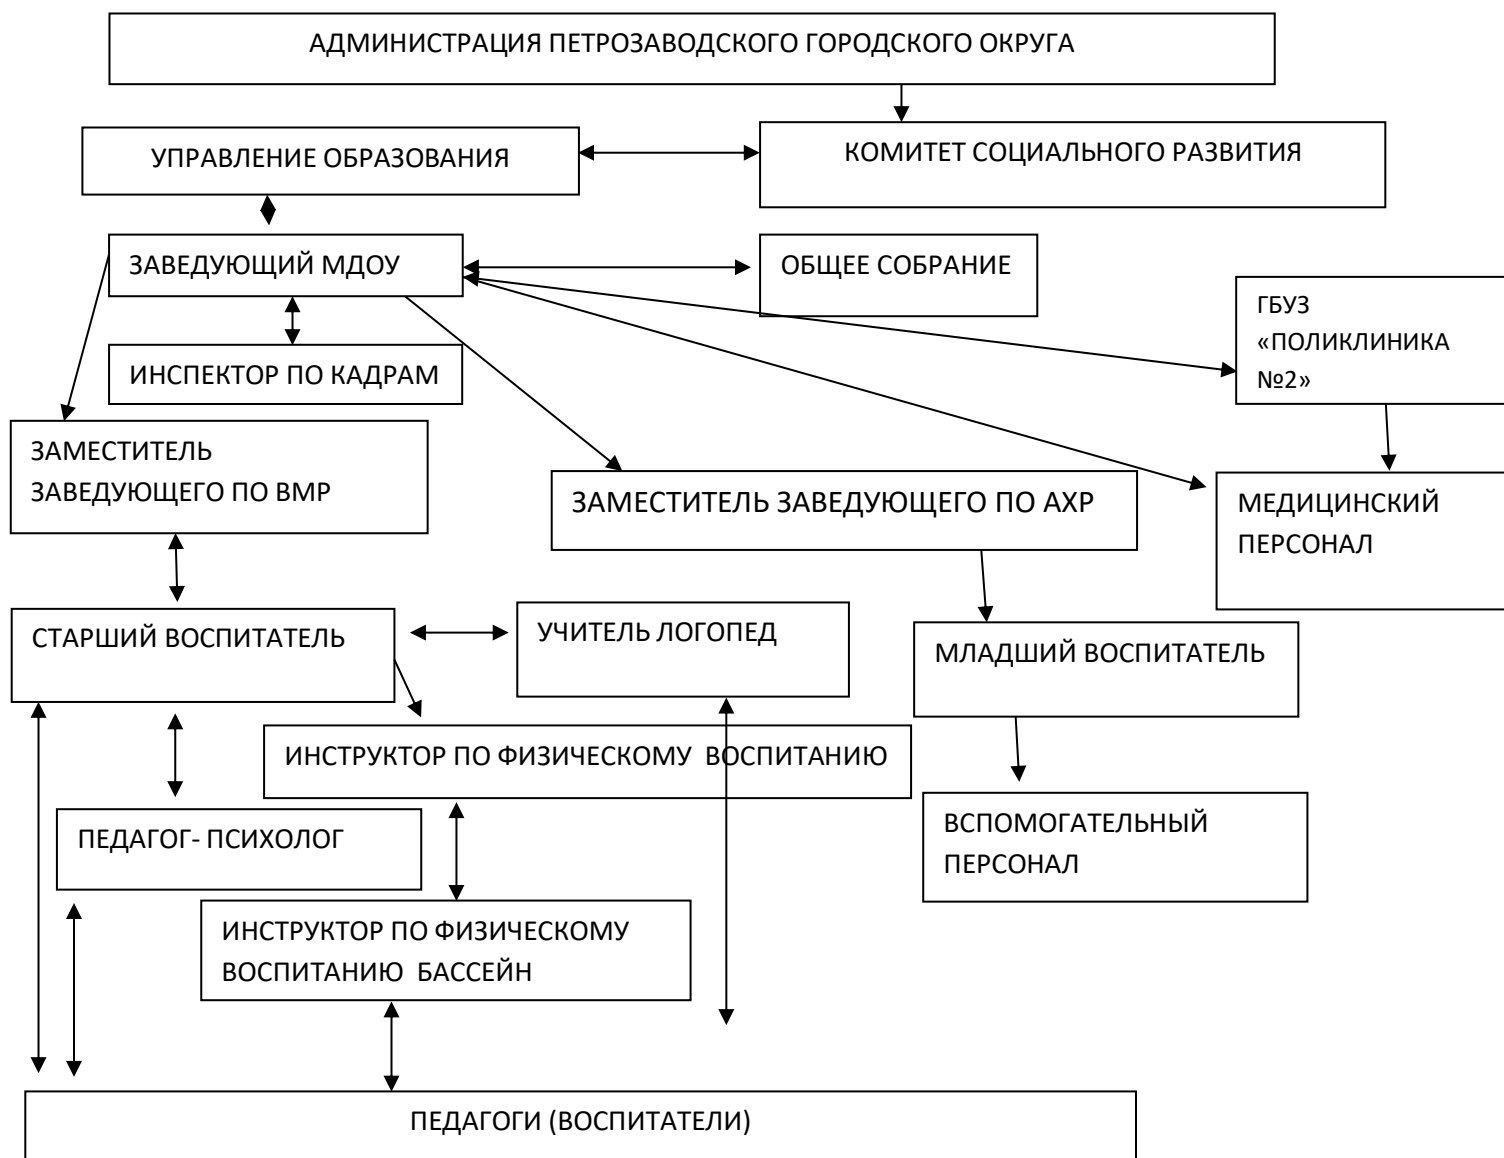 АДМИНИСТРАЦИЯ ПЕТРОЗАВОДСКОГО ГОРОДСКОГО ОКРУГА
УПРАВЛЕНИЕ ОБРАЗОВАНИЯ
КОМИТЕТ СОЦИАЛЬНОГО РАЗВИТИЯ
ЗАВЕДУЮЩИЙ МДОУ
ОБЩЕЕ СОБРАНИЕ
ГБУЗ
«ПОЛИКЛИНИКА
№2»
ИНСПЕКТОР ПО КАДРАМ
ЗАМЕСТИТЕЛЬ
ЗАВЕДУЮЩЕГО ПО ВМР
ЗАМЕСТИТЕЛЬ ЗАВЕДУЮЩЕГО ПО АХР
МЕДИЦИНСКИЙ
ПЕРСОНАЛ
СТАРШИЙ ВОСПИТАТЕЛЬ
УЧИТЕЛЬ ЛОГОПЕД
МЛАДШИЙ ВОСПИТАТЕЛЬ
ИНСТРУКТОР ПО ФИЗИЧЕСКОМУ ВОСПИТАНИЮ
ПЕДАГОГ- ПСИХОЛОГ
ВСПОМОГАТЕЛЬНЫЙ
ПЕРСОНАЛ
ИНСТРУКТОР ПО ФИЗИЧЕСКОМУ
ВОСПИТАНИЮ БАССЕЙН
ПЕДАГОГИ (ВОСПИТАТЕЛИ)